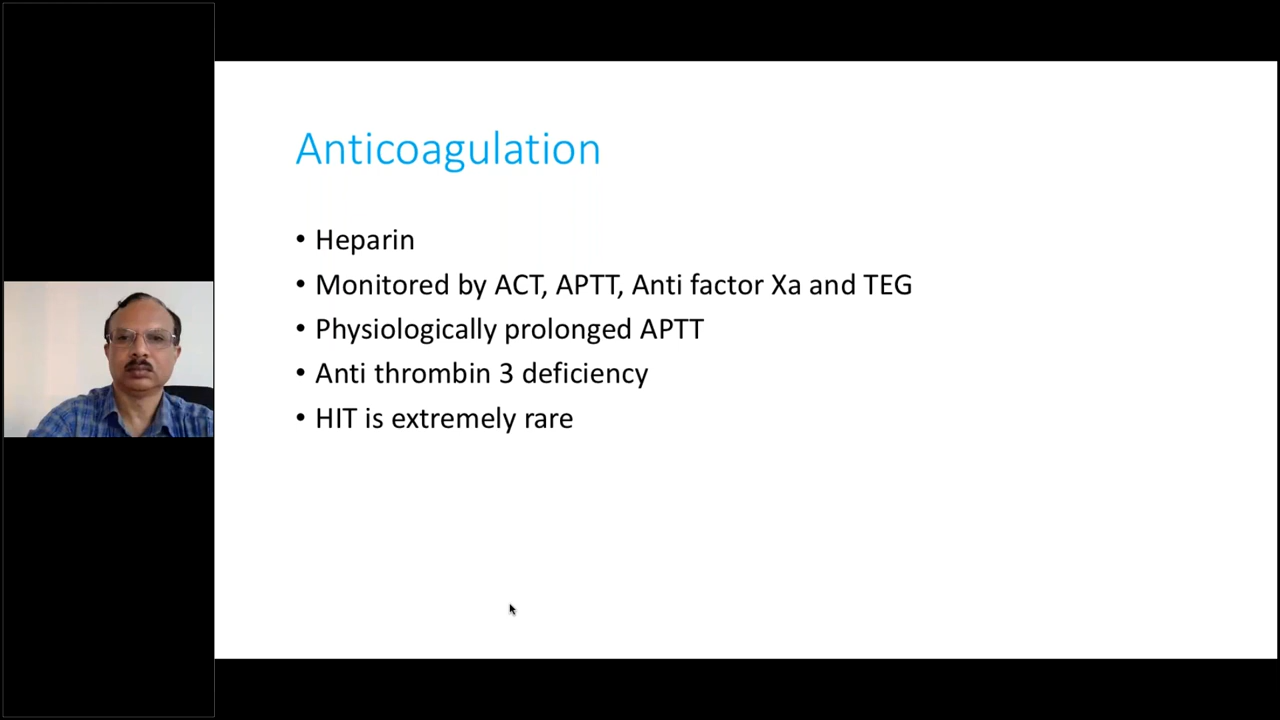 Anticoagulation
• Heparin
• Monitored by ACT, APTT, Anti factor Xa and TEG
• Physiologically prolonged APTT
• Anti thrombin 3 deficiency
• HIT is extremely rare